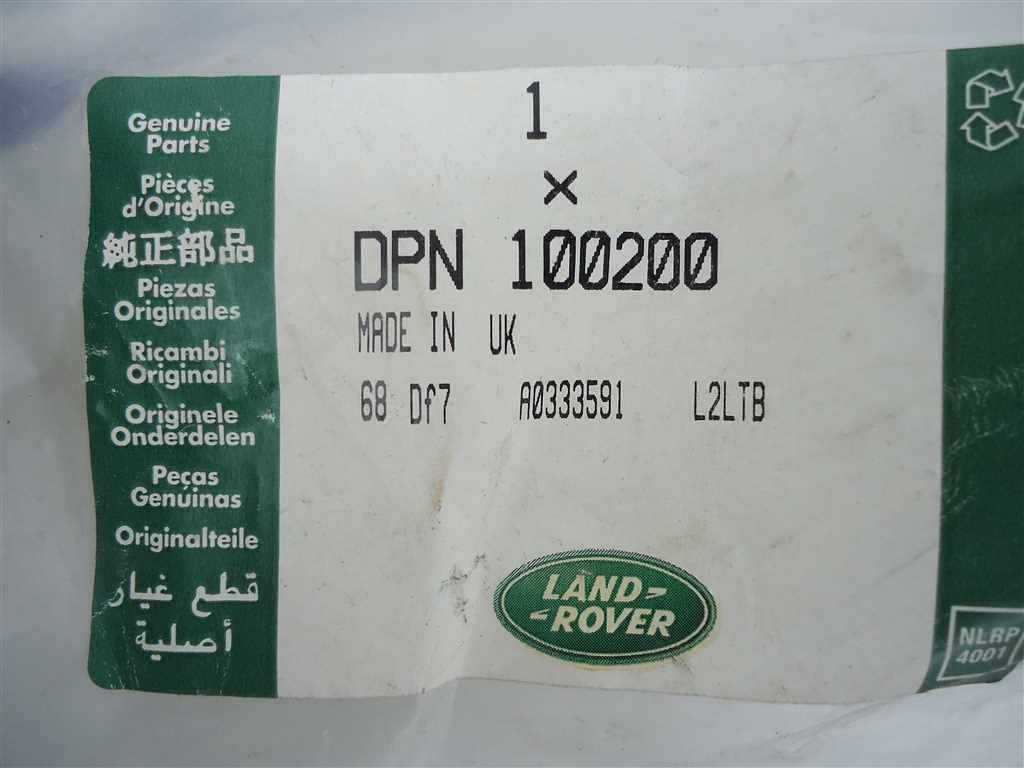 Genuine
Parts
Pièces
d'Origine
純正部品
Piezas
Originales
Ricambi
Originali
Originele
Onderdelen
Peças
Genuinas
Originalteile
قطع غيار
أصلية
1
×
DPN 100200
MADE IN UK
68 Df7 A0333591 L2LTB
LAND
ROVER
NLRP
4001